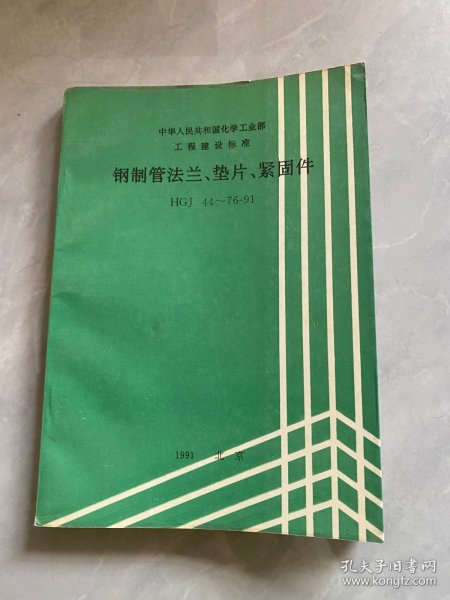 中华人民共和国化学工业部
工程建设标准
钢制管法兰、垫片、紧固件
HGJ 44～76-91
1991 北京
孔夫子旧书网
www.kongfz.com